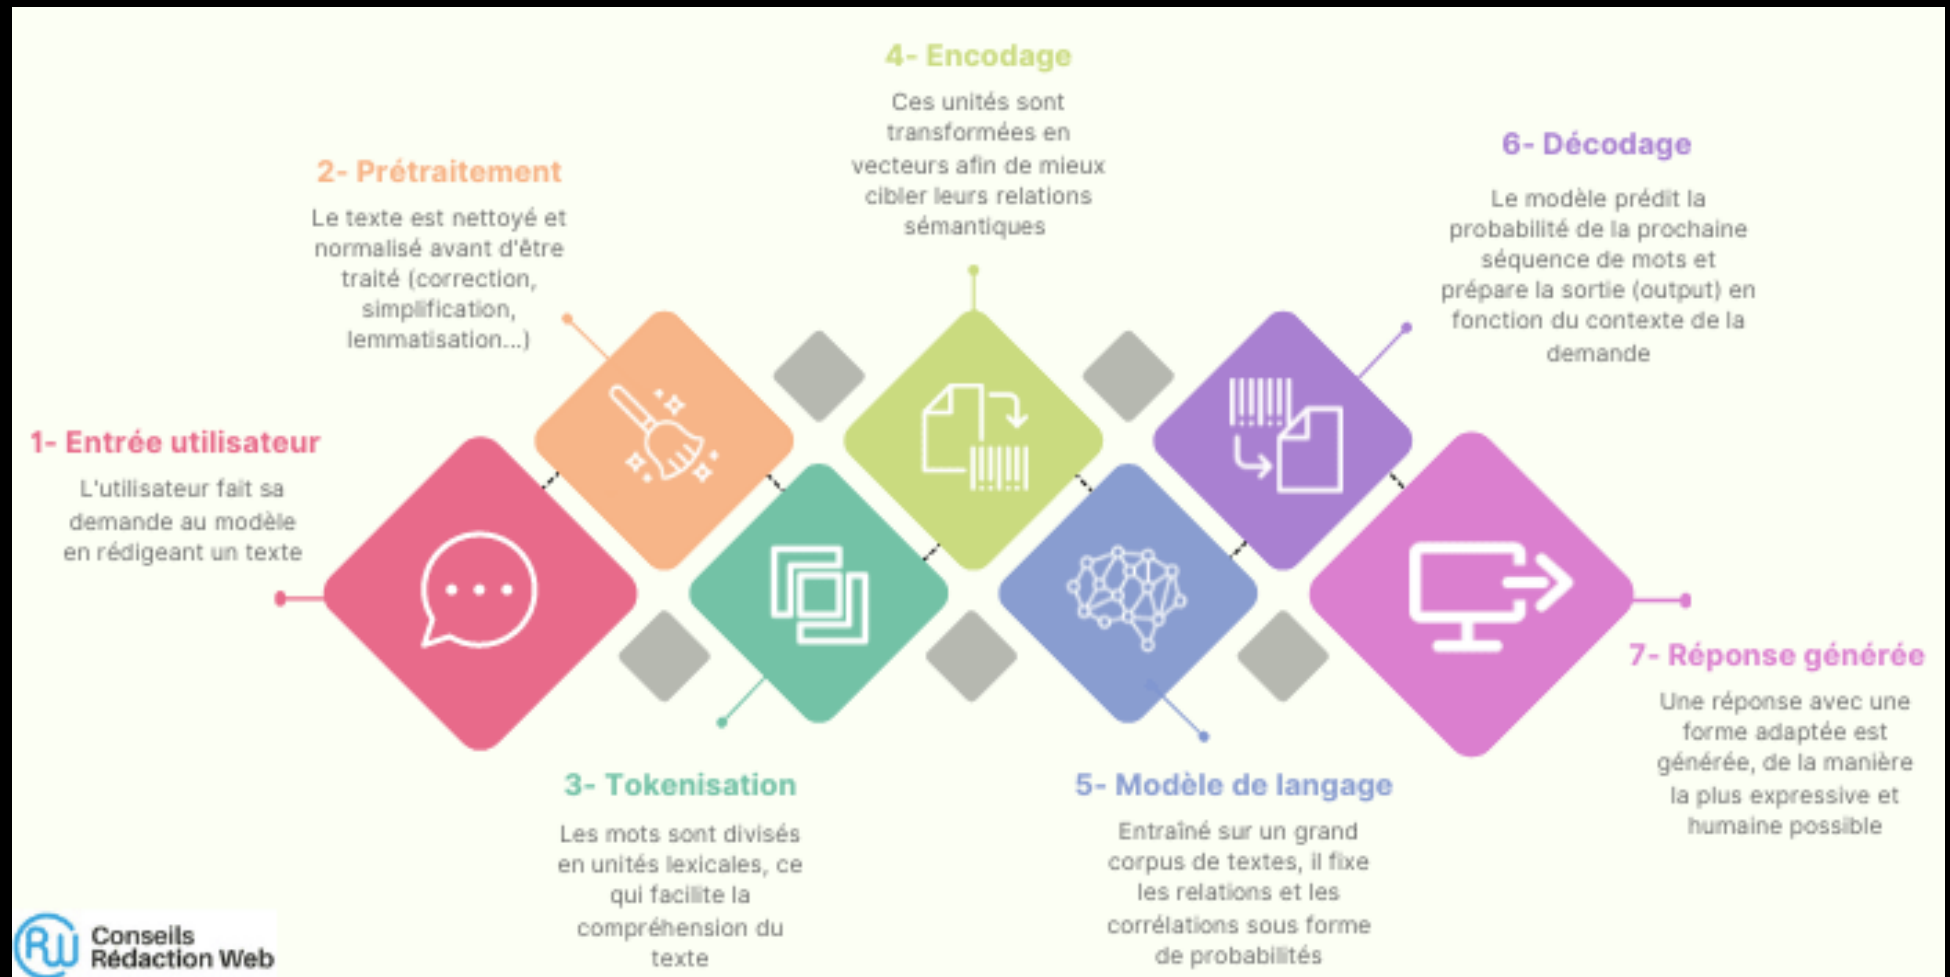 1- Entrée utilisateur
L'utilisateur fait sa
demande au modèle
en rédigeant un texte
2- Prétraitement
Le texte est nettoyé et
normalisé avant d'être
traité (correction,
simplification,
lemmatisation...)
3- Tokenisation
Les mots sont divisés
en unités lexicales, ce
qui facilite la
compréhension du
texte
4- Encodage
Ces unités sont
transformées en
vecteurs afin de mieux
cibler leurs relations
sémantiques
5- Modèle de langage
Entraîné sur un grand
corpus de textes, il fixe
les relations et les
corrélations sous forme
de probabilités
6- Décodage
Le modèle prédit la
probabilité de la prochaine
séquence de mots et
prépare la sortie (output) en
fonction du contexte de la
demande
7- Réponse générée
Une réponse avec une
forme adaptée est
générée, de la manière
la plus expressive et
humaine possible
RW
Conseils
Rédaction Web